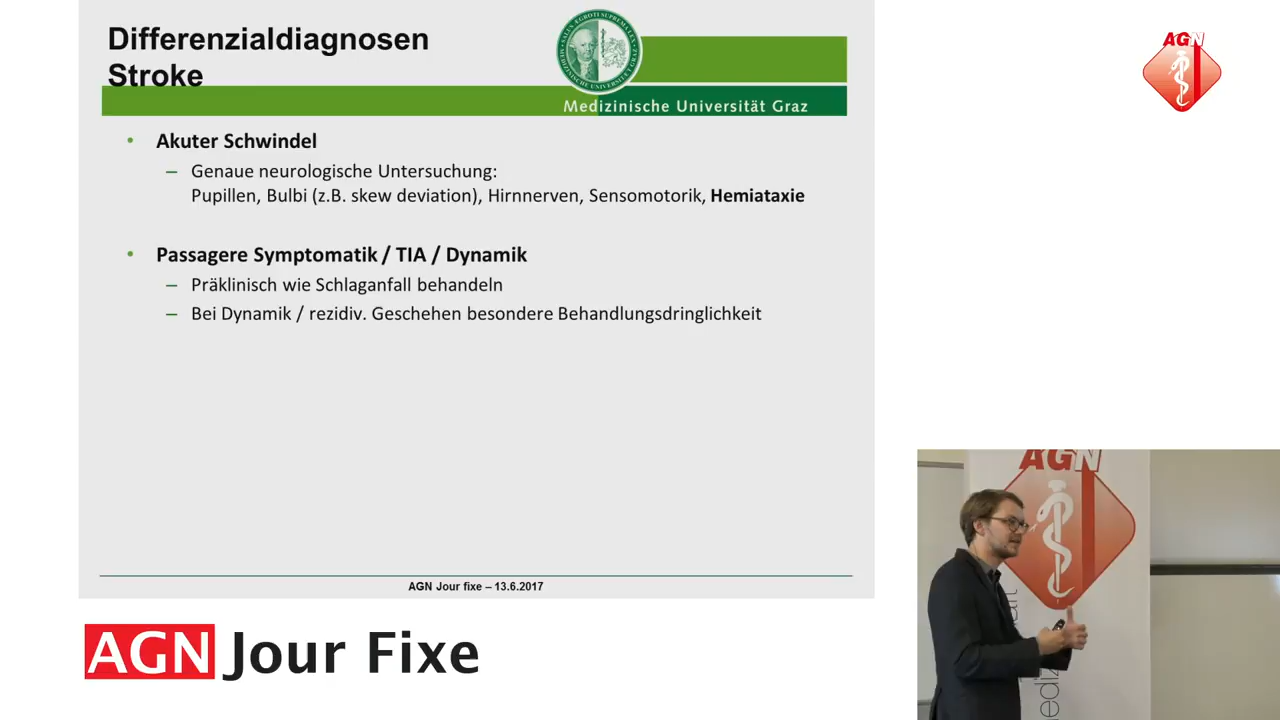 Differenzialdiagnosen
Stroke
Medizinische Universität Graz
• Akuter Schwindel
– Genaue neurologische Untersuchung:
Pupillen, Bulbi (z.B. skew deviation), Hirnnerven, Sensomotorik, Hemiataxie
• Passagere Symptomatik / TIA / Dynamik
– Präklinisch wie Schlaganfall behandeln
– Bei Dynamik / rezidiv. Geschehen besondere Behandlungsdringlichkeit
AGN Jour fixe – 13.6.2017
AGN Jour Fixe
AGN
AGN